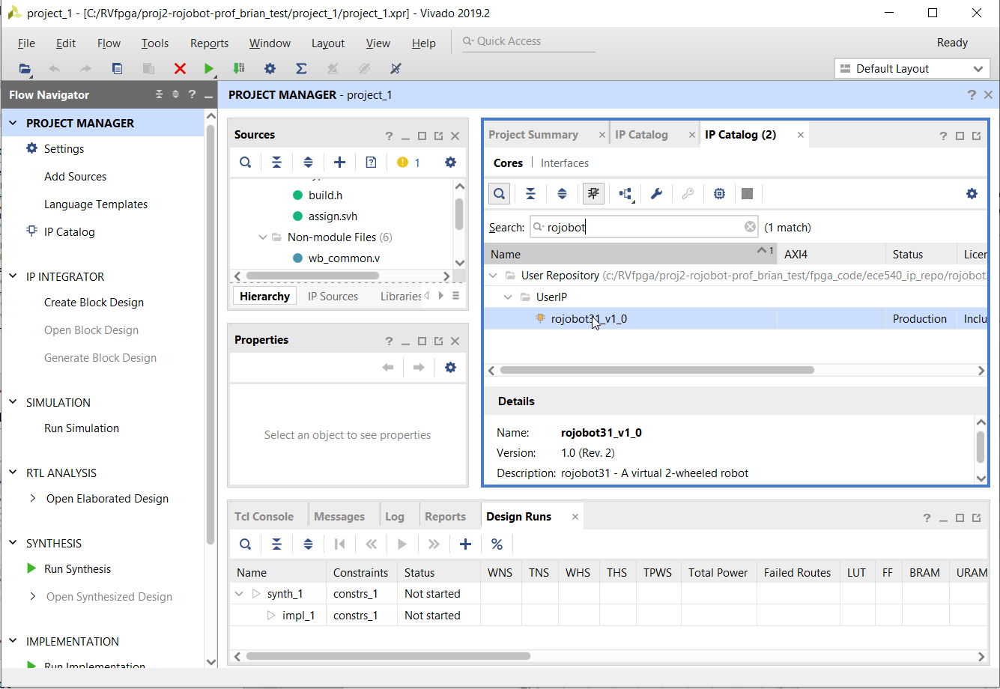 project_1 - [C:/RVfpga/proj2-rojobot-prof_brian_test/project_1/project_1.xpr] - Vivado 2019.2
File Edit Flow Tools Reports Window Layout View Help Quick Access Ready
Default Layout
Flow Navigator
PROJECT MANAGER - project_1
PROJECT MANAGER
Settings
Add Sources
Language Templates
IP Catalog
IP INTEGRATOR
Create Block Design
Open Block Design
Generate Block Design
SIMULATION
Run Simulation
RTL ANALYSIS
Open Elaborated Design
SYNTHESIS
Run Synthesis
Open Synthesized Design
IMPLEMENTATION
Run Implementation
Sources
1
build.h
assign.svh
Non-module Files (6)
wb_common.v
Hierarchy IP Sources Libraries
Properties
Select an object to see properties
Project Summary IP Catalog IP Catalog (2)
Cores Interfaces
Search: rojobot (1 match)
Name 1 AXI4 Status Licen
User Repository (c:/RVfpga/proj2-rojobot-prof_brian_test/fpga_code/ece540_ip_repo/rojobot
UserIP
rojobot31_v1_0 Production Inclu
Details
Name: rojobot31_v1_0
Version: 1.0 (Rev. 2)
Description: rojobot31 - A virtual 2-wheeled robot
Tcl Console Messages Log Reports Design Runs
Name Constraints Status WNS TNS WHS THS TPWS Total Power Failed Routes LUT FF BRAM URAM
synth_1 constrs_1 Not started
impl_1 constrs_1 Not started